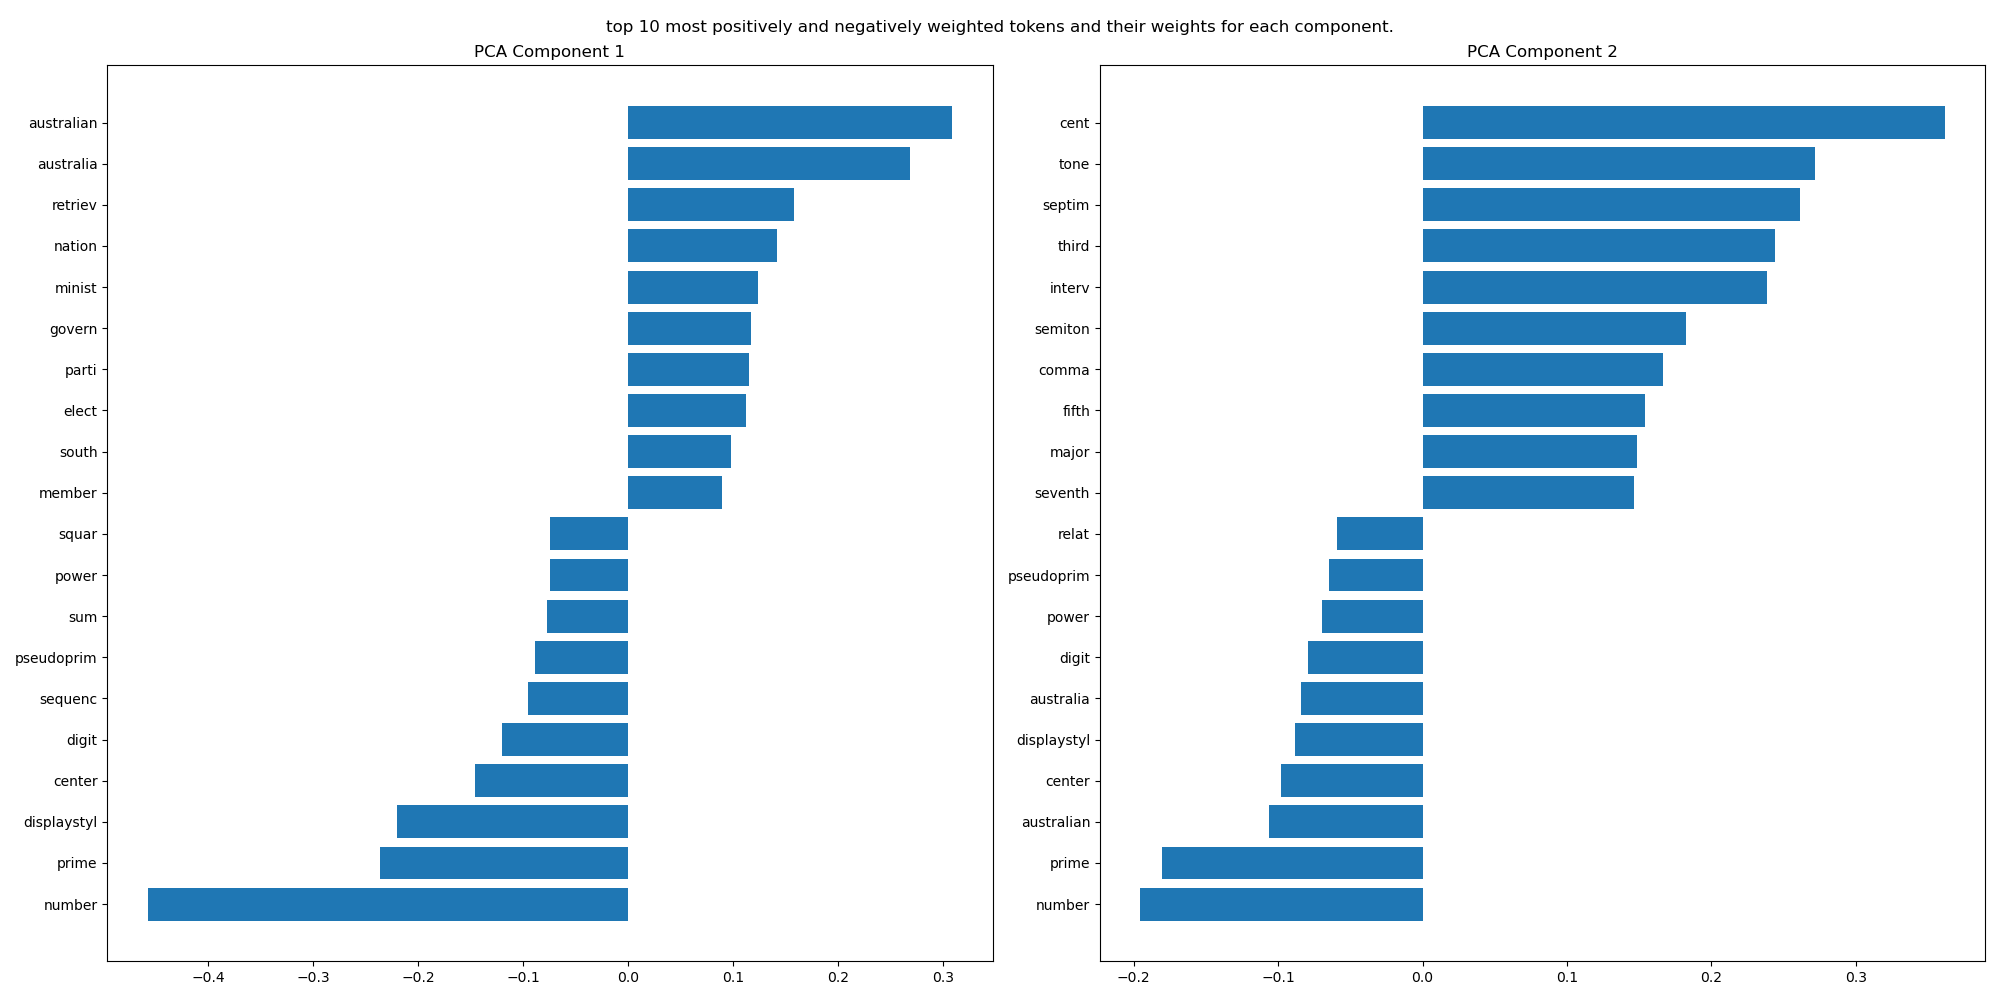 top 10 most positively and negatively weighted tokens and their weights for each component.
PCA Component 1
australian
australia
retriev
nation
minist
govern
parti
elect
south
member
squar
power
sum
pseudoprim
sequenc
digit
center
displaystyl
prime
number
−0.4 −0.3 −0.2 −0.1 0.0 0.1 0.2 0.3
PCA Component 2
cent
tone
septim
third
interv
semiton
comma
fifth
major
seventh
relat
pseudoprim
power
digit
australia
displaystyl
center
australian
prime
number
−0.2 −0.1 0.0 0.1 0.2 0.3